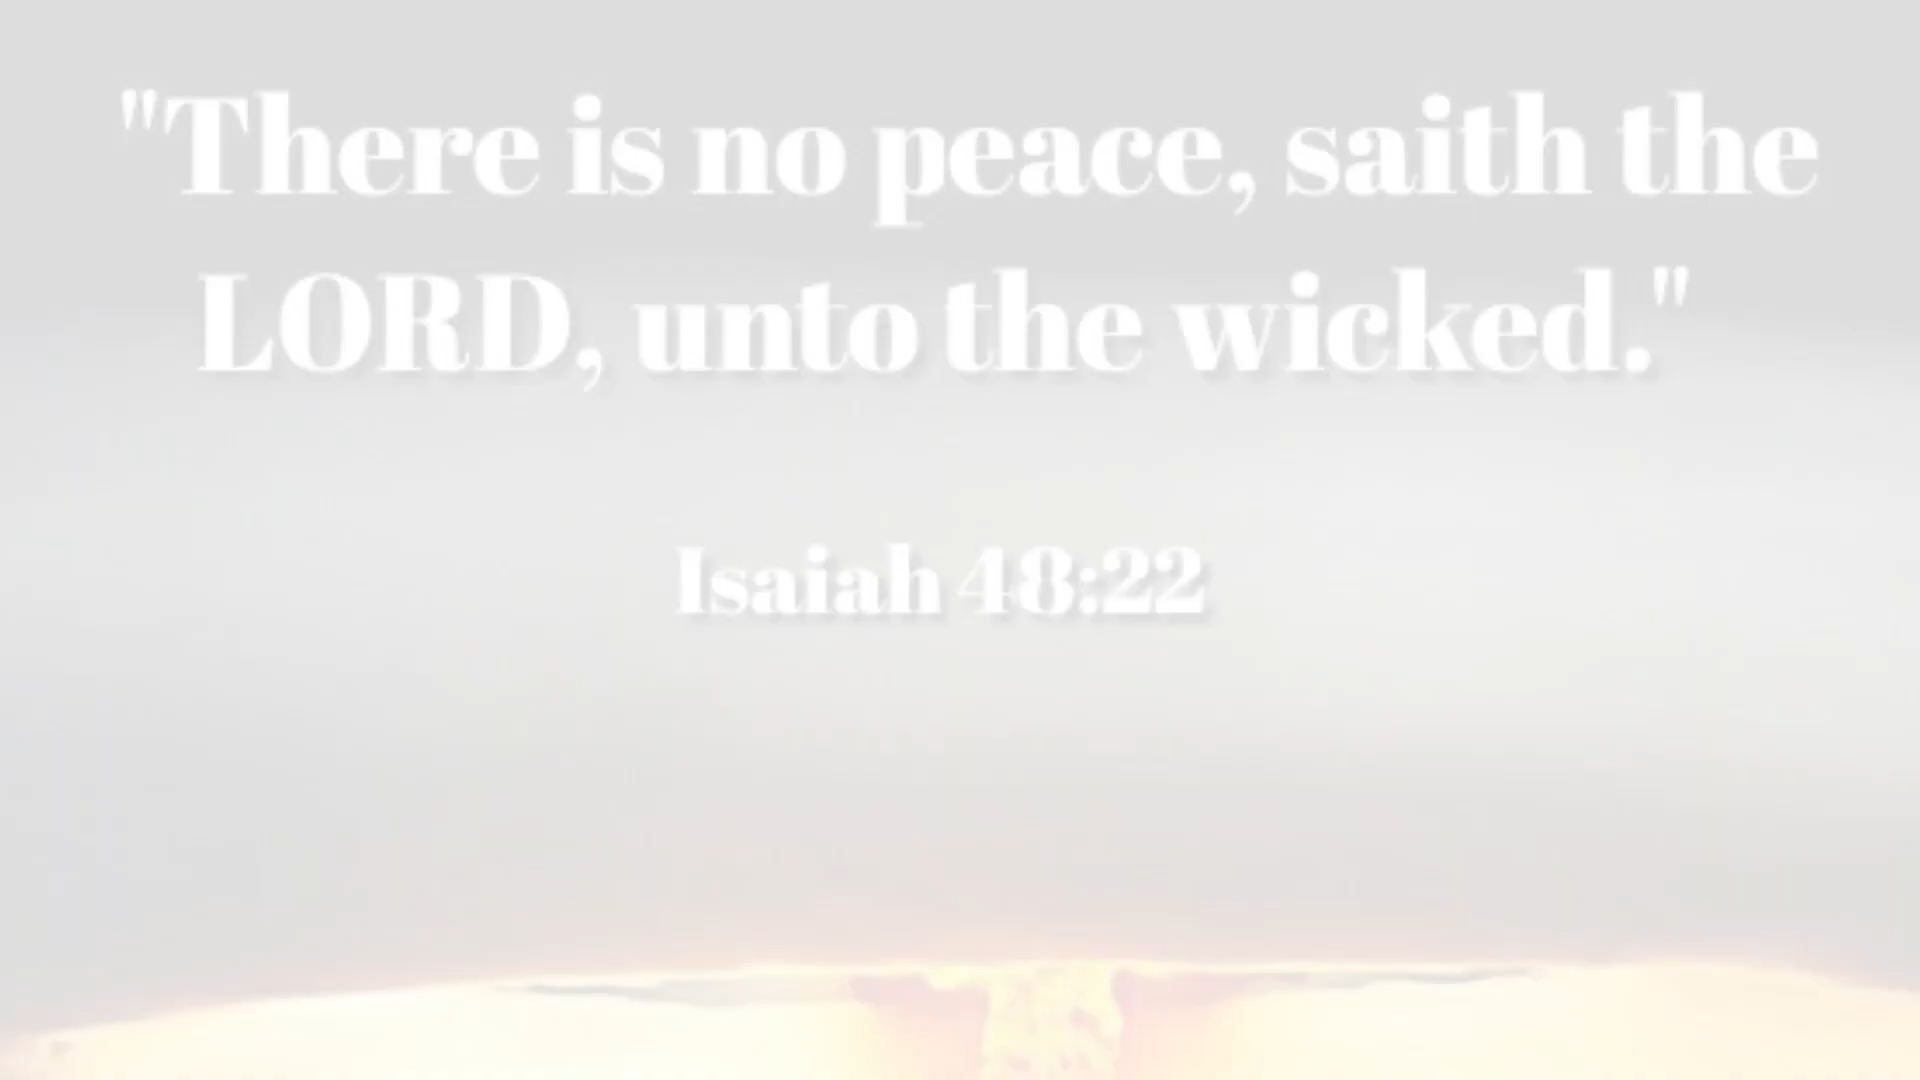 "There is no peace, saith the
LORD, unto the wicked."
Isaiah 48:22